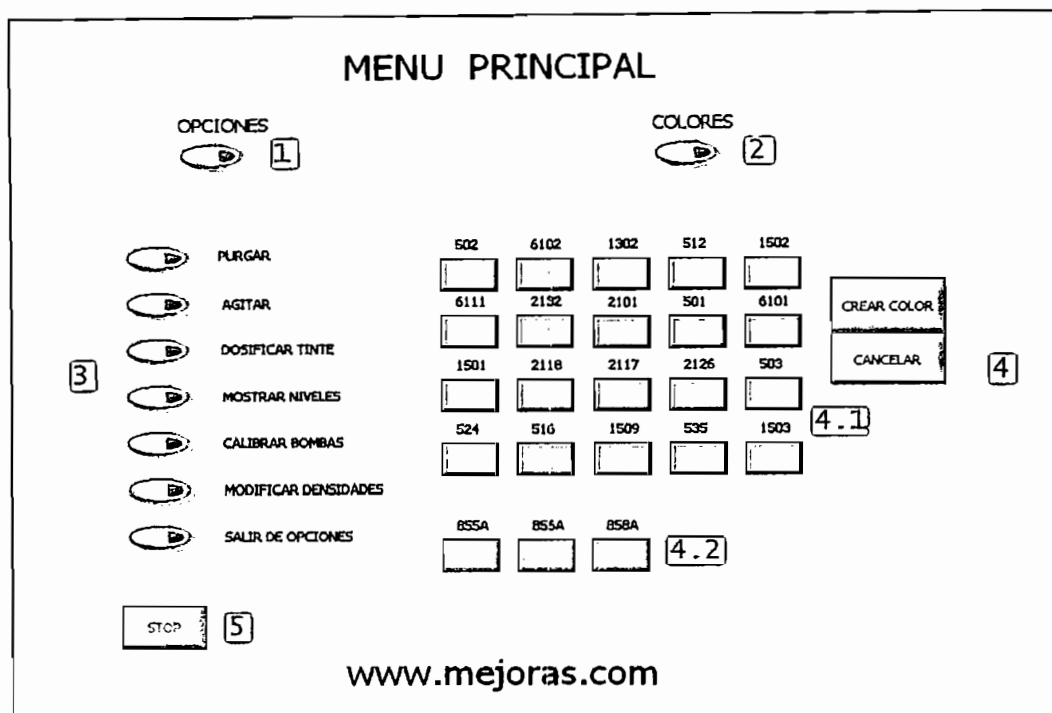 MENU PRINCIPAL
OPCIONES
1
COLORES
2
PURGAR
AGITAR
DOSIFICAR TINTE
3
MOSTRAR NIVELES
CALIBRAR BOMBAS
MODIFICAR DENSIDADES
SALIR DE OPCIONES
502 6102 1302 512 1502
6111 2132 2101 501 6101
1501 2118 2117 2126 503
524 516 1509 535 1503
4.1
855A 855A 858A
4.2
CREAR COLOR
CANCELAR
4
STOP
5
www.mejoras.com